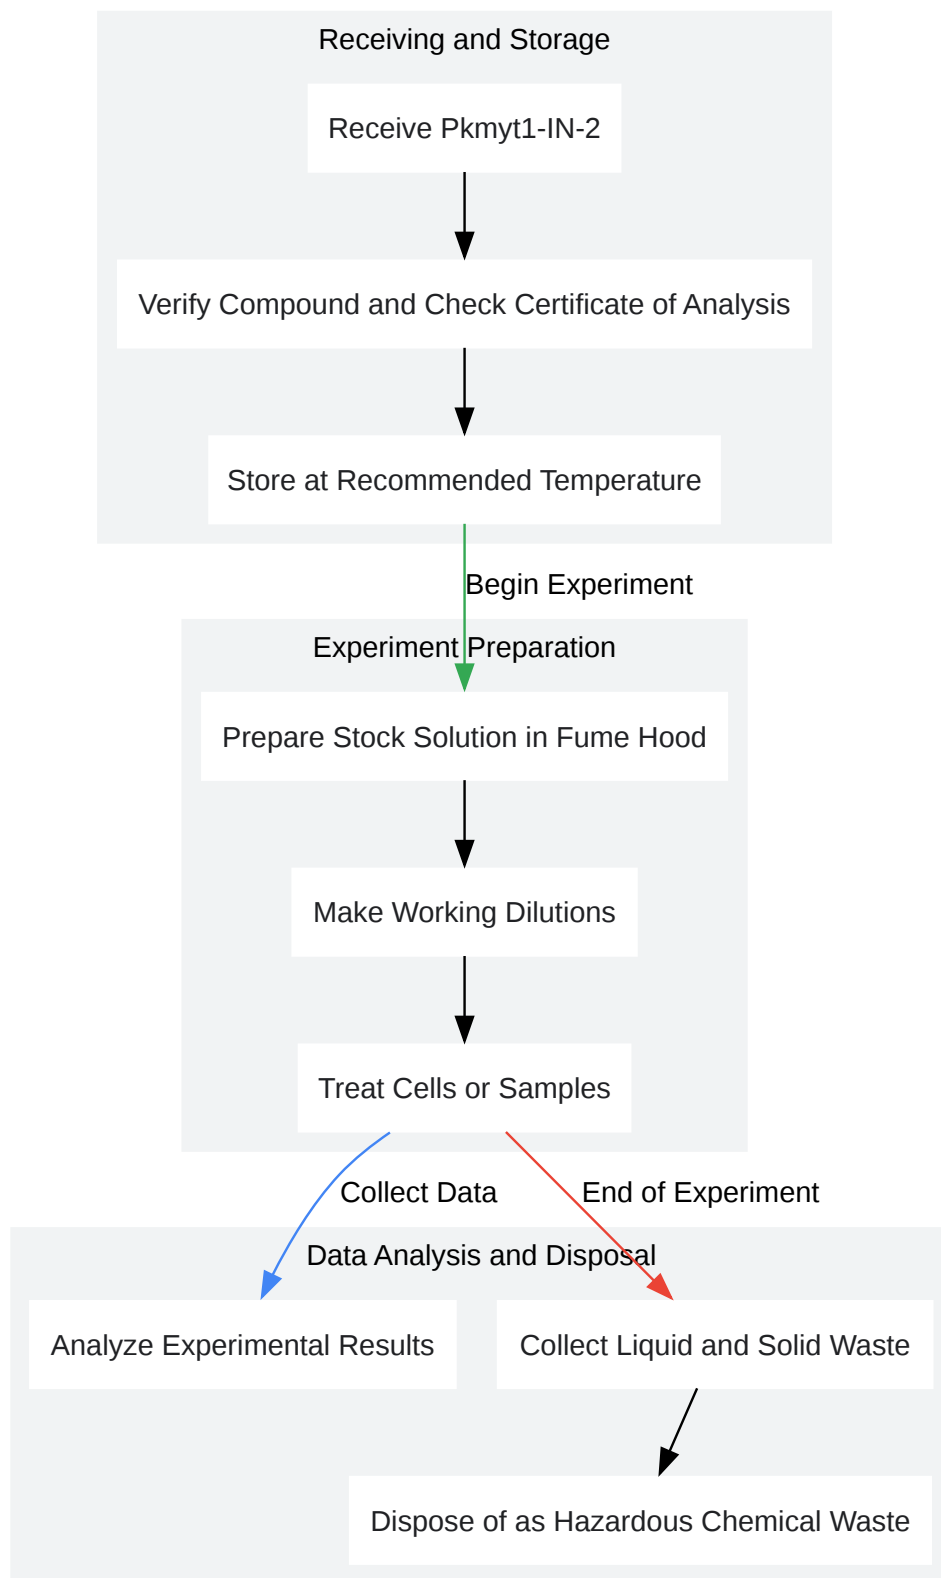 Receiving and Storage
Receive Pkmyt1-IN-2
Verify Compound and Check Certificate of Analysis
Store at Recommended Temperature
Begin Experiment
Experiment Preparation
Prepare Stock Solution in Fume Hood
Make Working Dilutions
Treat Cells or Samples
Collect Data
End of Experiment
Data Analysis and Disposal
Analyze Experimental Results
Collect Liquid and Solid Waste
Dispose of as Hazardous Chemical Waste